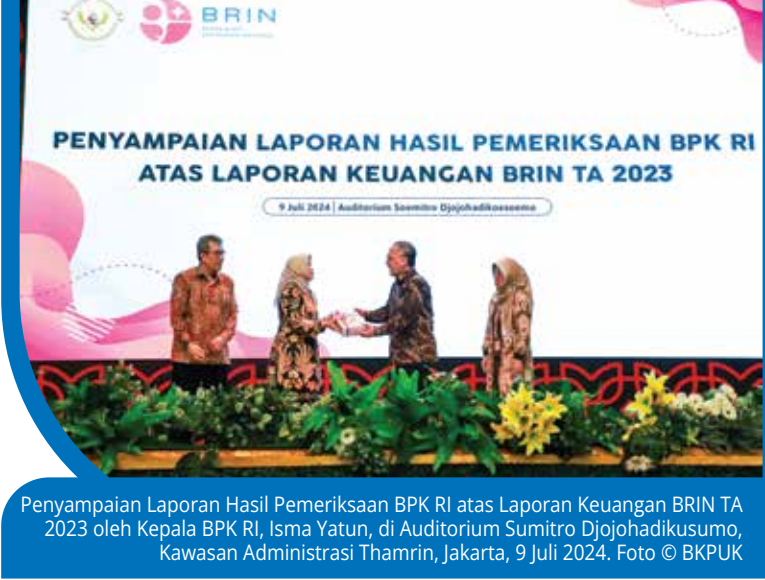 BRIN
PENYAMPAIAN LAPORAN HASIL PEMERIKSAAN BPK RI
ATAS LAPORAN KEUANGAN BRIN TA 2023
9 Juli 2024 | Auditorium Soemitro Djojohadikoesoemo
Penyampaian Laporan Hasil Pemeriksaan BPK RI atas Laporan Keuangan BRIN TA
2023 oleh Kepala BPK RI, Isma Yatun, di Auditorium Sumitro Djojohadikusumo,
Kawasan Administrasi Thamrin, Jakarta, 9 Juli 2024. Foto © BKPUK